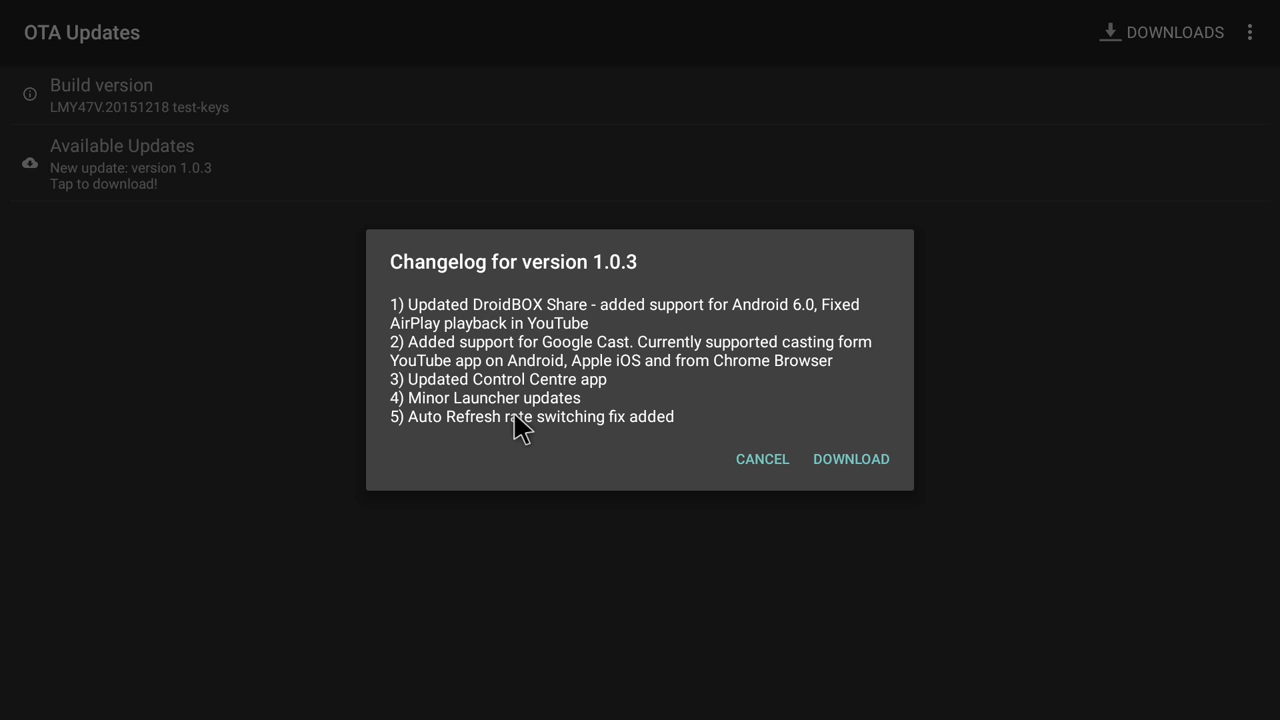 OTA Updates
DOWNLOADS
Build version
LMY47V.20151218 test-keys
Available Updates
New update: version 1.0.3
Tap to download!
Changelog for version 1.0.3
1) Updated DroidBOX Share - added support for Android 6.0, Fixed
AirPlay playback in YouTube
2) Added support for Google Cast. Currently supported casting form
YouTube app on Android, Apple iOS and from Chrome Browser
3) Updated Control Centre app
4) Minor Launcher updates
5) Auto Refresh rate switching fix added
CANCEL
DOWNLOAD